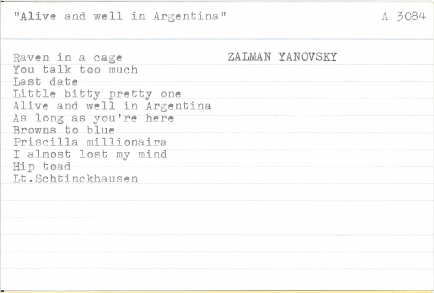 "Alive and well in Argentina" A 3084
Raven in a cage ZALMAN YANOVSKY
You talk too much
Last date
Little bitty pretty one
Alive and well in Argentina
As long as you're here
Browns to blue
Priscilla millionaira
I almost lost my mind
Hip toad
Lt.Schtinckhausen